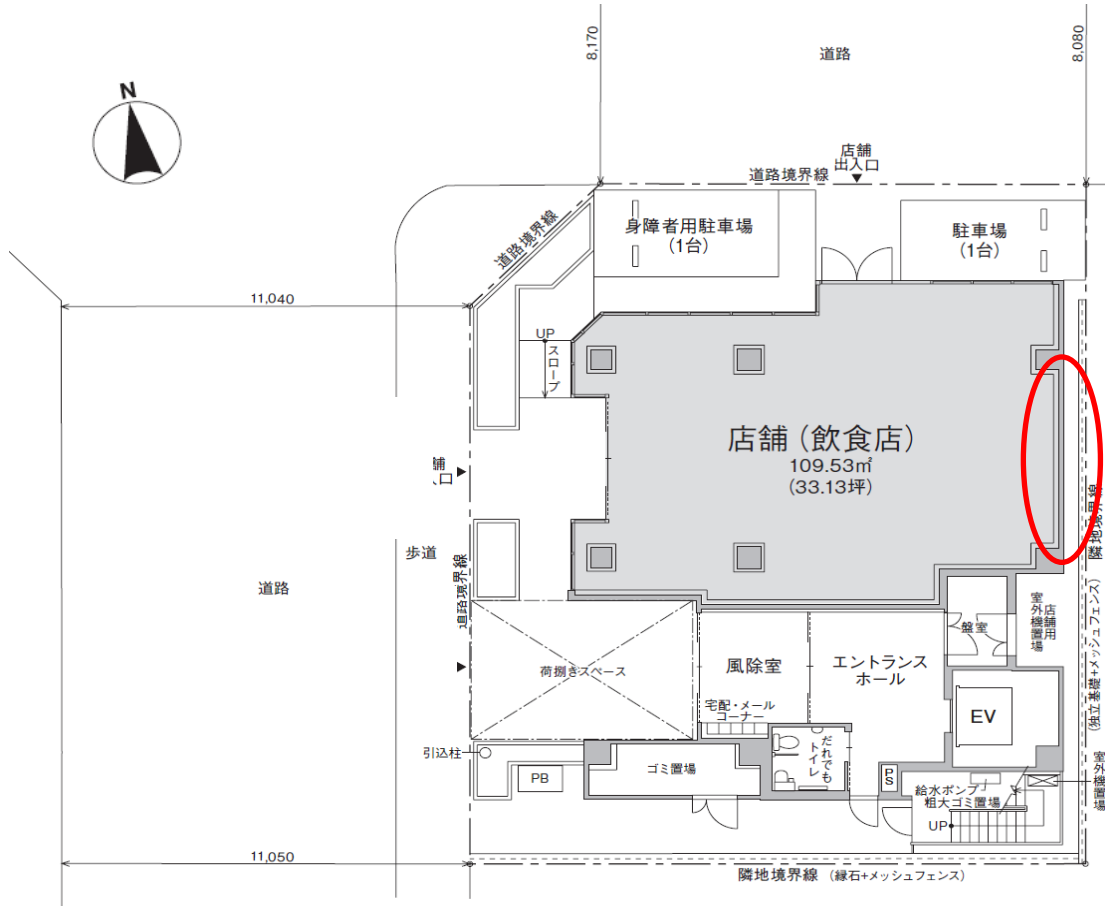 8,170
8,080
道路
N
店舗
出入口
道路境界線
身障者用駐車場
(1台)
駐車場
(1台)
道路境界線
11,040
UP
スロープ
店舗(飲食店)
109.53㎡
(33.13坪)
舗
口
隣地境界線
(独立基礎+メッシュフェンス)
歩道
道路境界線
道路
店舗用
室外機置場
盤室
荷捌きスペース
風除室
エントランス
ホール
宅配・メール
コーナー
EV
だれでも
トイレ
引込柱
PB
ゴミ置場
PS
給水ポンプ
粗大ゴミ置場
室外機
置場
UP
11,050
隣地境界線 (縁石+メッシュフェンス)